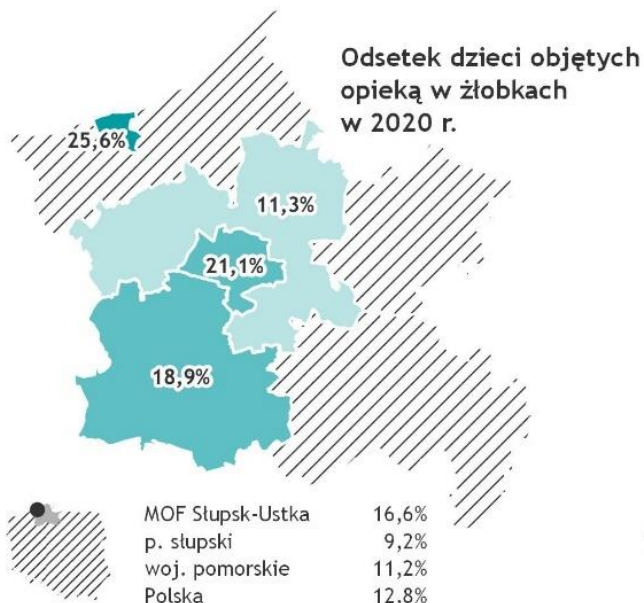 Odsetek dzieci objętych
opieką w żłobkach
w 2020 r.
25,6%
11,3%
21,1%
18,9%
MOF Słupsk-Ustka 16,6%
p. słupski 9,2%
woj. pomorskie 11,2%
Polska 12,8%